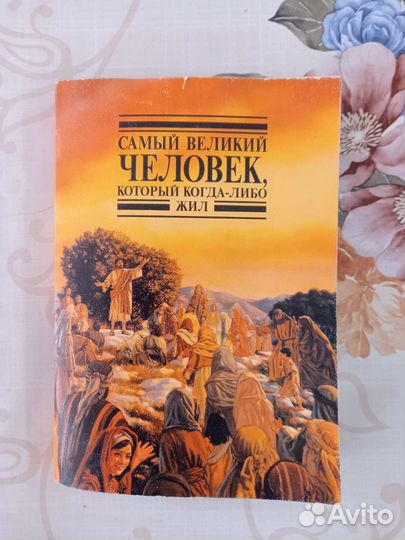 САМЫЙ ВЕЛИКИЙ
ЧЕЛОВЕК,
КОТОРЫЙ КОГДА-ЛИБО
ЖИЛ
Avito